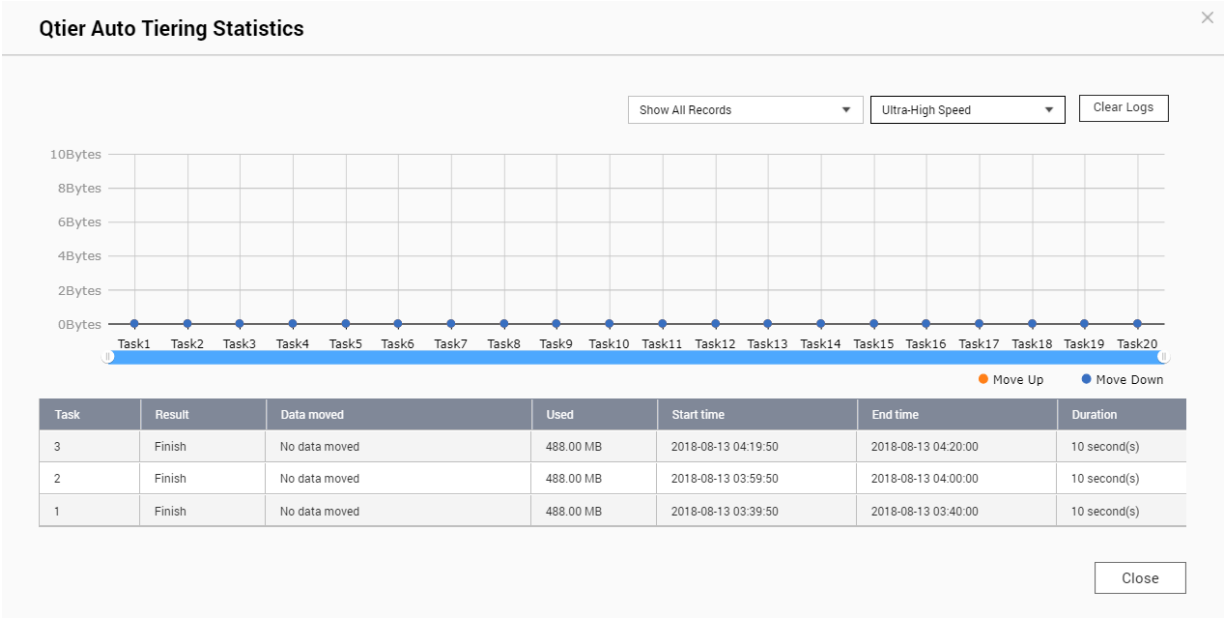 Qtier Auto Tiering Statistics
Show All Records Ultra-High Speed Clear Logs
10Bytes
8Bytes
6Bytes
4Bytes
2Bytes
0Bytes
Task1 Task2 Task3 Task4 Task5 Task6 Task7 Task8 Task9 Task10 Task11 Task12 Task13 Task14 Task15 Task16 Task17 Task18 Task19 Task20
Move Up Move Down
Task Result Data moved Used Start time End time Duration
3 Finish No data moved 488.00 MB 2018-08-13 04:19:50 2018-08-13 04:20:00 10 second(s)
2 Finish No data moved 488.00 MB 2018-08-13 03:59:50 2018-08-13 04:00:00 10 second(s)
1 Finish No data moved 488.00 MB 2018-08-13 03:39:50 2018-08-13 03:40:00 10 second(s)
Close